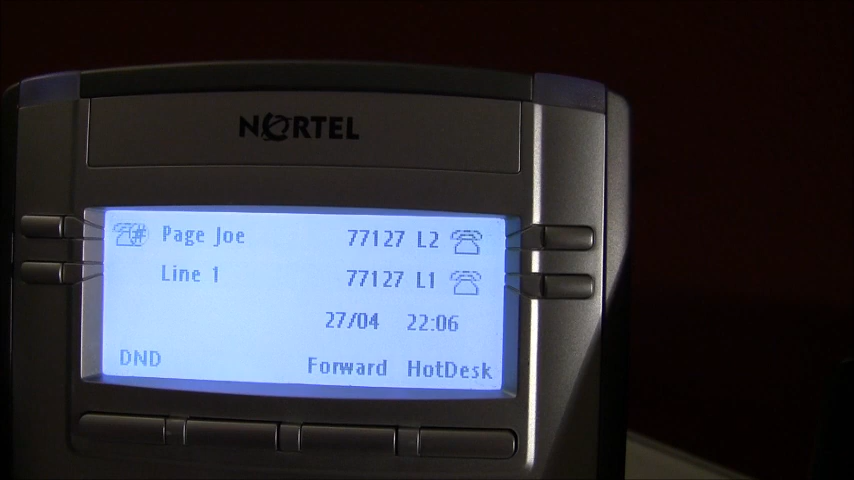 NORTEL
Page Joe 77127 L2
Line 1 77127 L1
27/04 22:06
DND Forward HotDesk